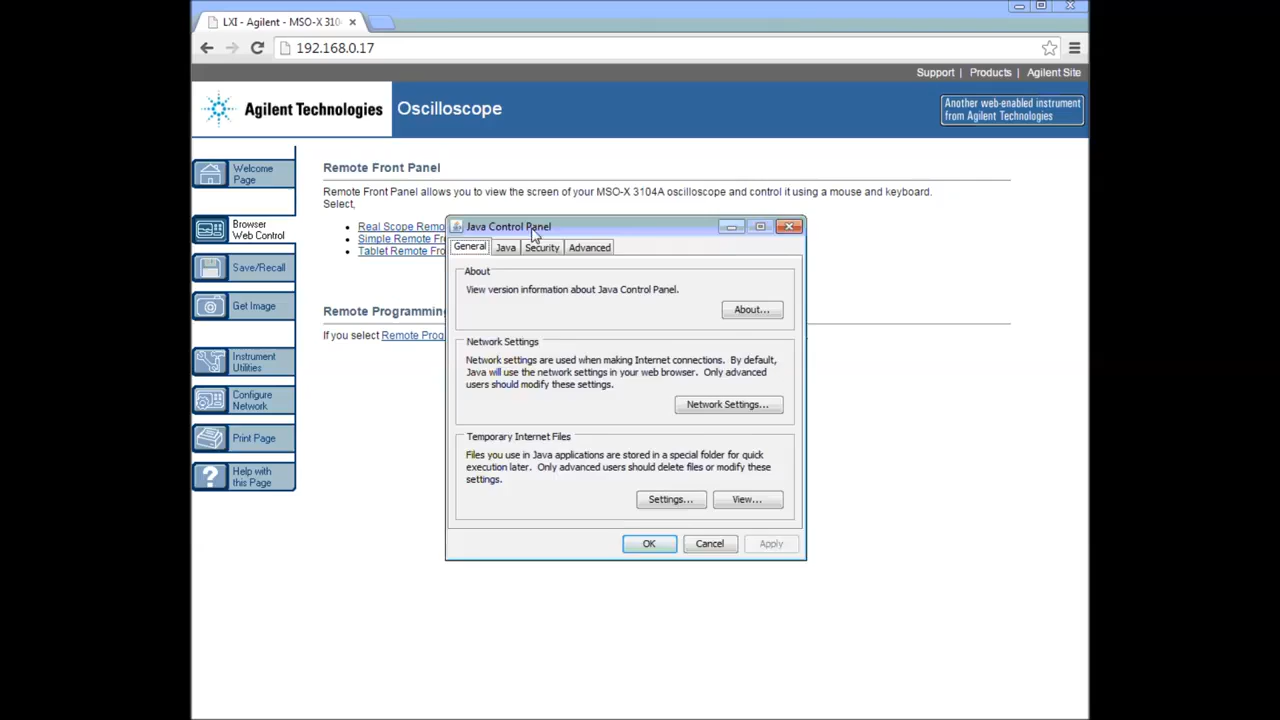 LXI - Agilent - MSO-X 310
192.168.0.17
Support | Products | Agilent Site
Agilent Technologies
Oscilloscope
Another web-enabled instrument
from Agilent Technologies
Welcome
Page
Browser
Web Control
Save/Recall
Get Image
Instrument
Utilities
Configure
Network
Print Page
Help with
this Page
Remote Front Panel
Remote Front Panel allows you to view the screen of your MSO-X 3104A oscilloscope and control it using a mouse and keyboard.
Select,
Real Scope Remo
Simple Remote Fr
Tablet Remote Fro
Remote Programming
If you select Remote Prog
Java Control Panel
General
Java
Security
Advanced
About
View version information about Java Control Panel.
About...
Network Settings
Network settings are used when making Internet connections. By default,
Java will use the network settings in your web browser. Only advanced
users should modify these settings.
Network Settings...
Temporary Internet Files
Files you use in Java applications are stored in a special folder for quick
execution later. Only advanced users should delete files or modify these
settings.
Settings...
View...
OK
Cancel
Apply